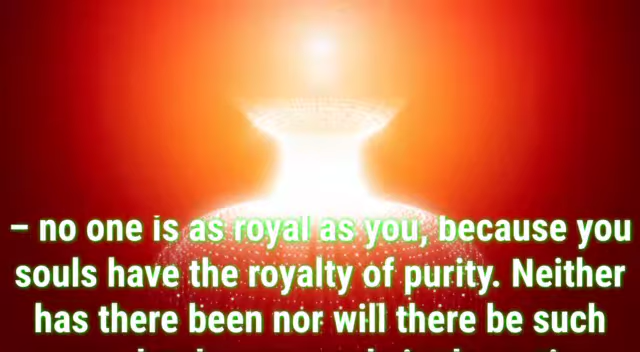 – no one is as royal as you, because you
souls have the royalty of purity. Neither
has there been nor will there be such